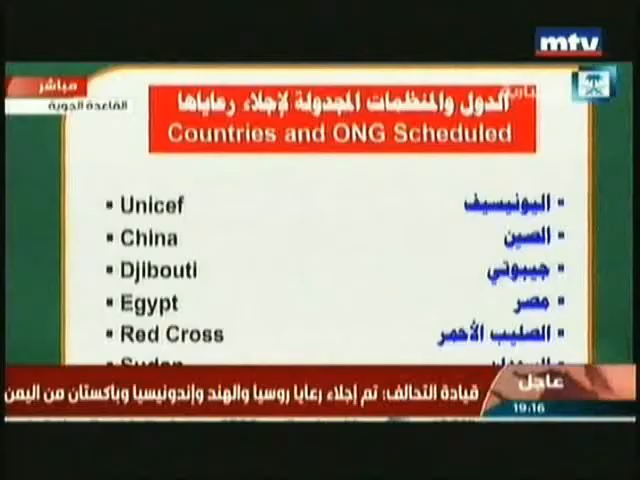 mtv
مباشر
القاعدة الجوية
الدول والمنظمات المجدولة لإجلاء رعاياها
Countries and ONG Scheduled
▪ Unicef
▪ اليونيسيف
▪ China
▪ الصين
▪ Djibouti
▪ جيبوتي
▪ Egypt
▪ مصر
▪ Red Cross
▪ الصليب الأحمر
عاجل
قيادة التحالف: تم إجلاء رعايا روسيا والهند وإندونيسيا وباكستان من اليمن
19:16